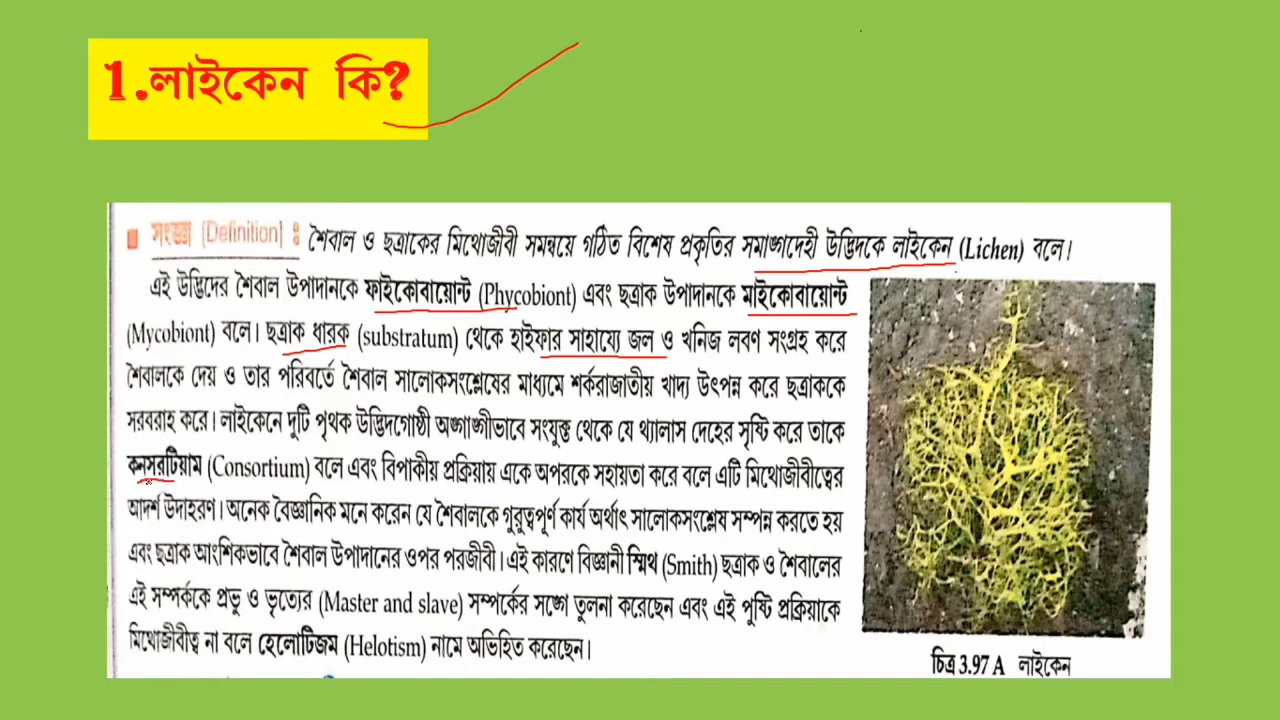 1.লাইকেন কি?
সংজ্ঞা [Definition] : শৈবাল ও ছত্রাকের মিথোজীবী সমন্বয়ে গঠিত বিশেষ প্রকৃতির সমাঙ্গদেহী উদ্ভিদকে লাইকেন (Lichen) বলে।
এই উদ্ভিদের শৈবাল উপাদানকে ফাইকোবায়োন্ট (Phycobiont) এবং ছত্রাক উপাদানকে মাইকোবায়োন্ট
(Mycobiont) বলে। ছত্রাক ধারক (substratum) থেকে হাইফার সাহায্যে জল ও খনিজ লবণ সংগ্রহ করে
শৈবালকে দেয় ও তার পরিবর্তে শৈবাল সালোকসংশ্লেষের মাধ্যমে শর্করাজাতীয় খাদ্য উৎপন্ন করে ছত্রাককে
সরবরাহ করে। লাইকেনে দুটি পৃথক উদ্ভিদগোষ্ঠী অঙ্গাঙ্গীভাবে সংযুক্ত থেকে যে থ্যালাস দেহের সৃষ্টি করে তাকে
কনসরটিয়াম (Consortium) বলে এবং বিপাকীয় প্রক্রিয়ায় একে অপরকে সহায়তা করে বলে এটি মিথোজীবীত্বের
আদর্শ উদাহরণ। অনেক বৈজ্ঞানিক মনে করেন যে শৈবালকে গুরুত্বপূর্ণ কার্য অর্থাৎ সালোকসংশ্লেষ সম্পন্ন করতে হয়
এবং ছত্রাক আংশিকভাবে শৈবাল উপাদানের ওপর পরজীবী। এই কারণে বিজ্ঞানী স্মিথ (Smith) ছত্রাক ও শৈবালের
এই সম্পর্ককে প্রভু ও ভৃত্যের (Master and slave) সম্পর্কের সঙ্গে তুলনা করেছেন এবং এই পুষ্টি প্রক্রিয়াকে
মিথোজীবীত্ব না বলে হেলোটিজম (Helotism) নামে অভিহিত করেছেন।
চিত্র 3.97 A লাইকেন